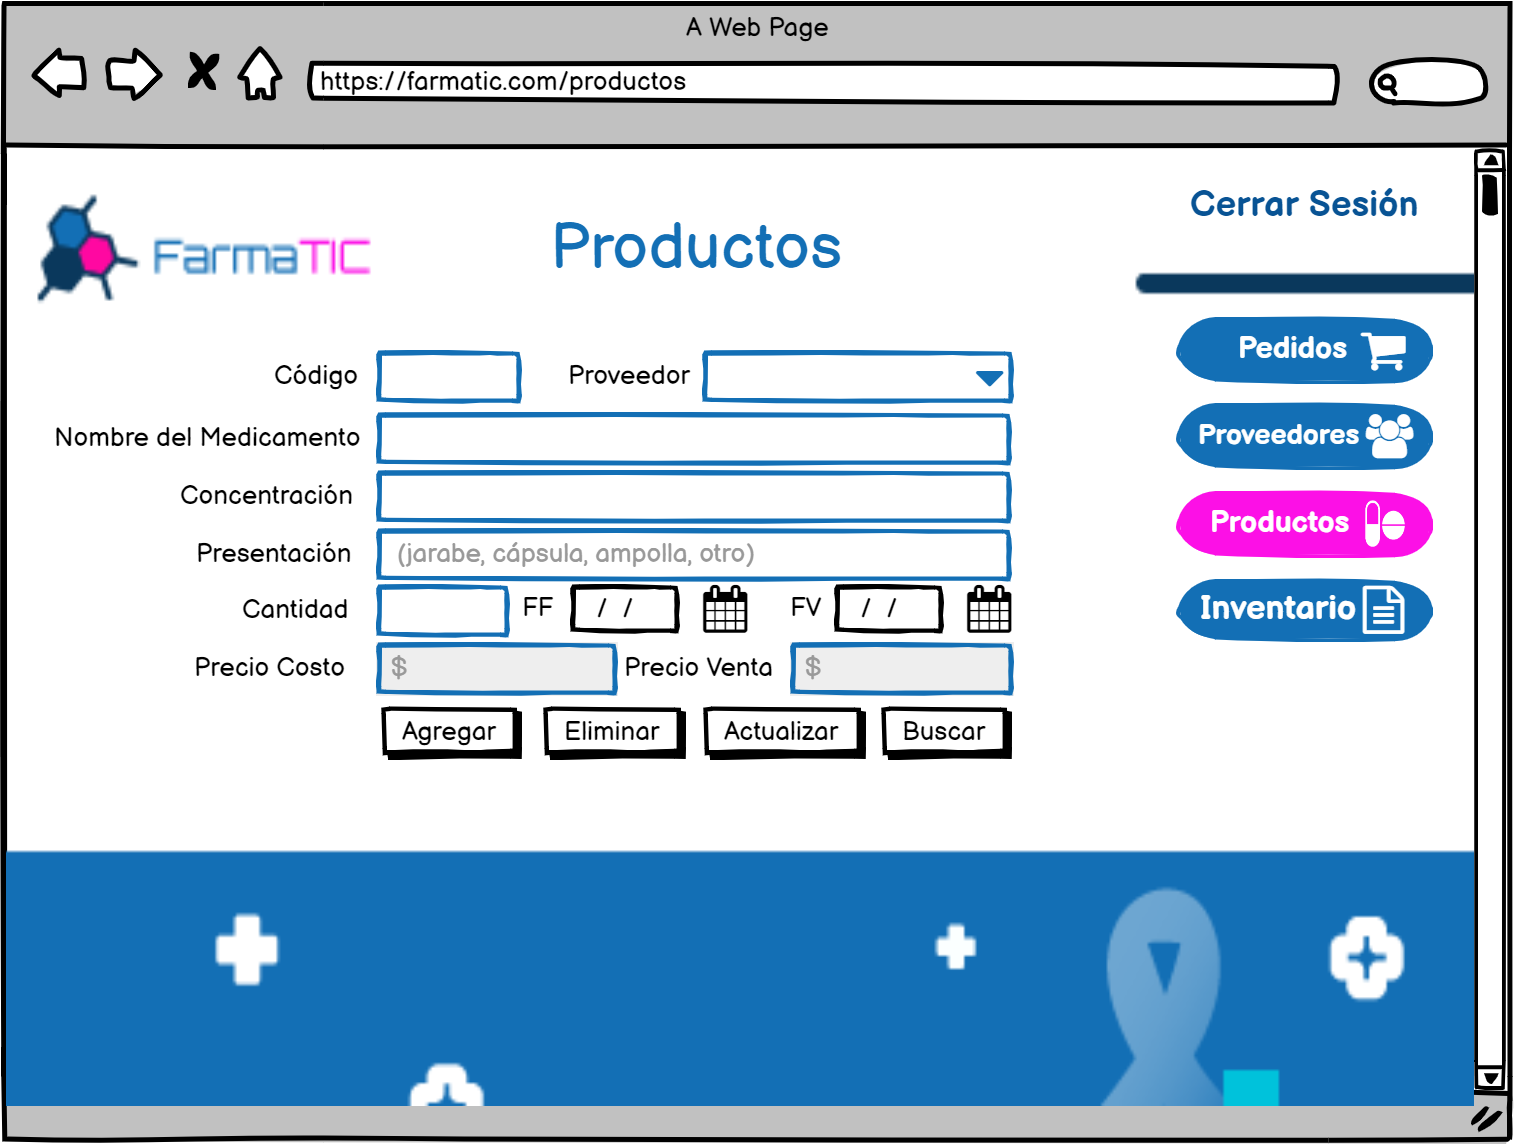 A Web Page
https://farmatic.com/productos
Cerrar Sesión
FarmaTIC
Productos
Pedidos
Proveedores
Productos
Inventario
Código
Proveedor
Nombre del Medicamento
Concentración
Presentación (jarabe, cápsula, ampolla, otro)
Cantidad FF / / FV / /
Precio Costo $ Precio Venta $
Agregar Eliminar Actualizar Buscar